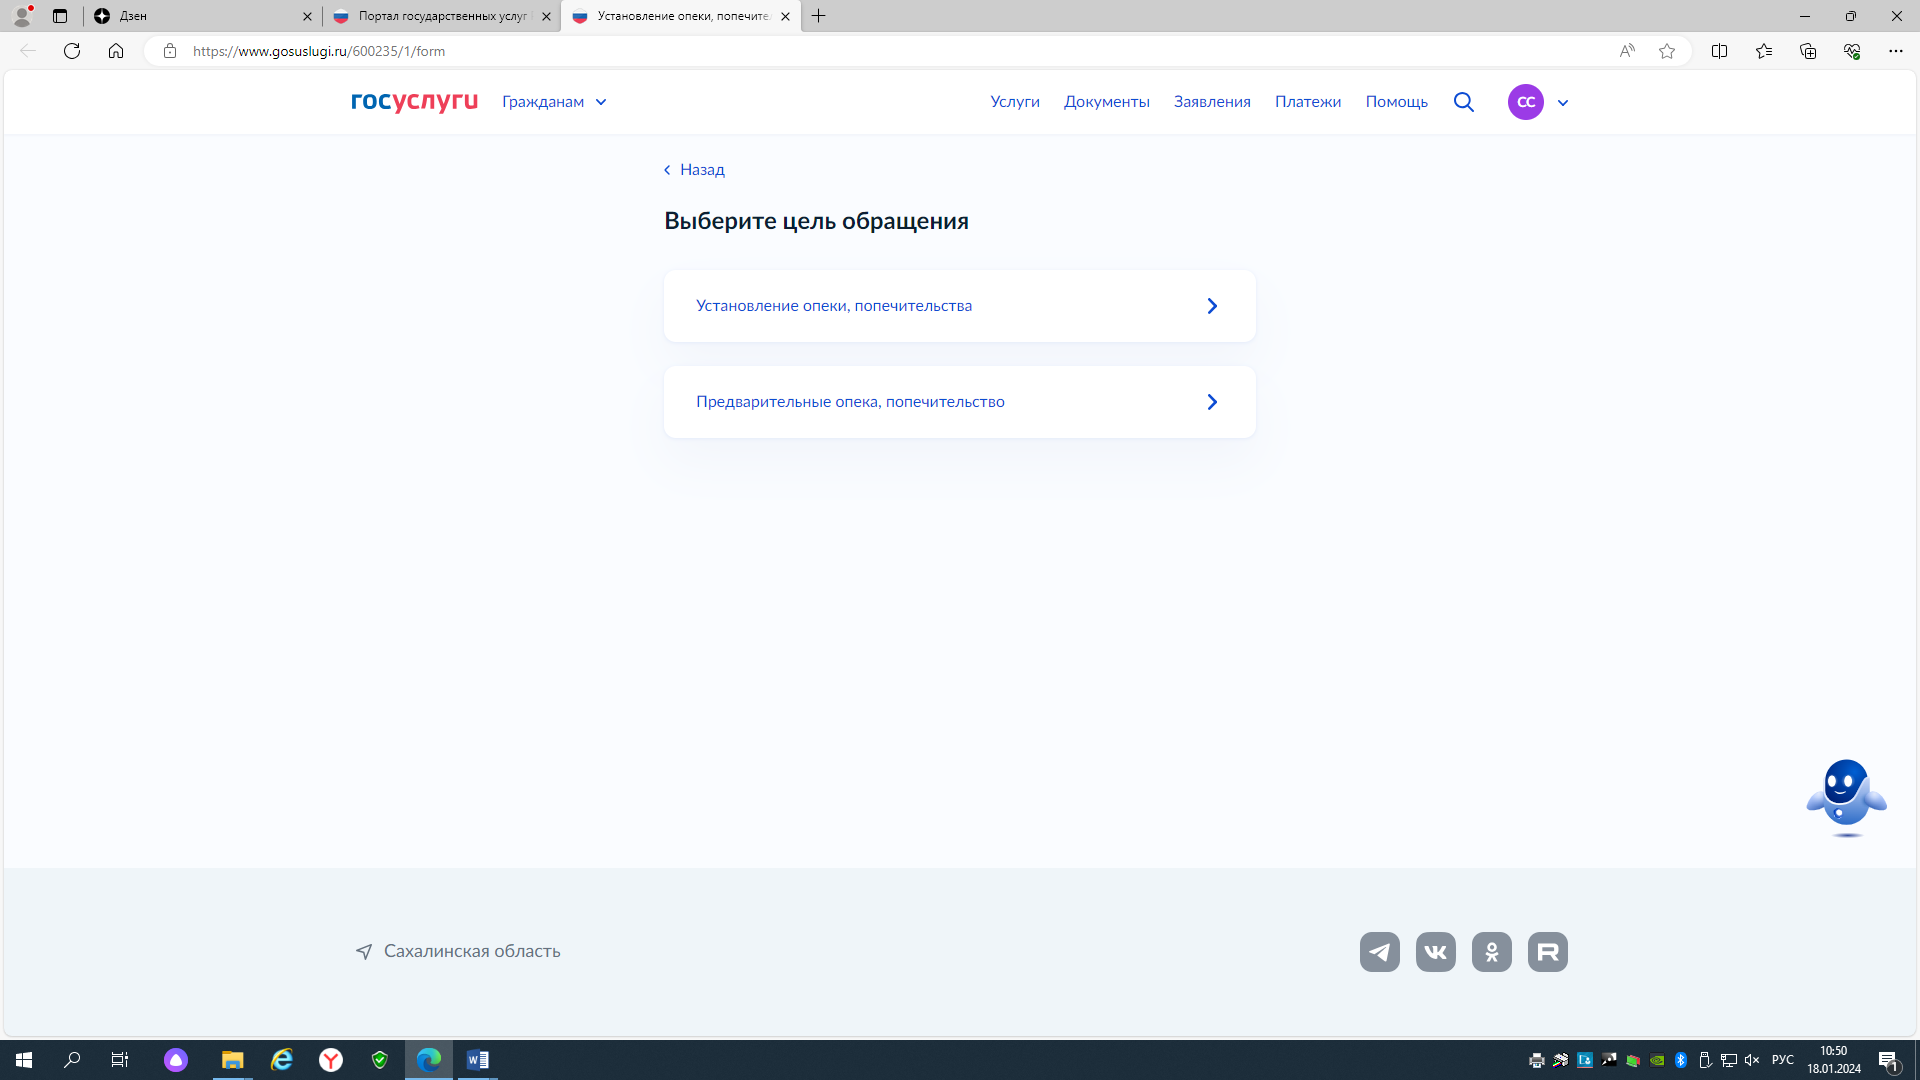 Дзен
Портал государственных услуг
Установление опеки, попечите
https://www.gosuslugi.ru/600235/1/form
госуслуги
Гражданам
Услуги
Документы
Заявления
Платежи
Помощь
СС
Назад
Выберите цель обращения
Установление опеки, попечительства
Предварительные опека, попечительство
Сахалинская область
РУС
10:50
18.01.2024
1